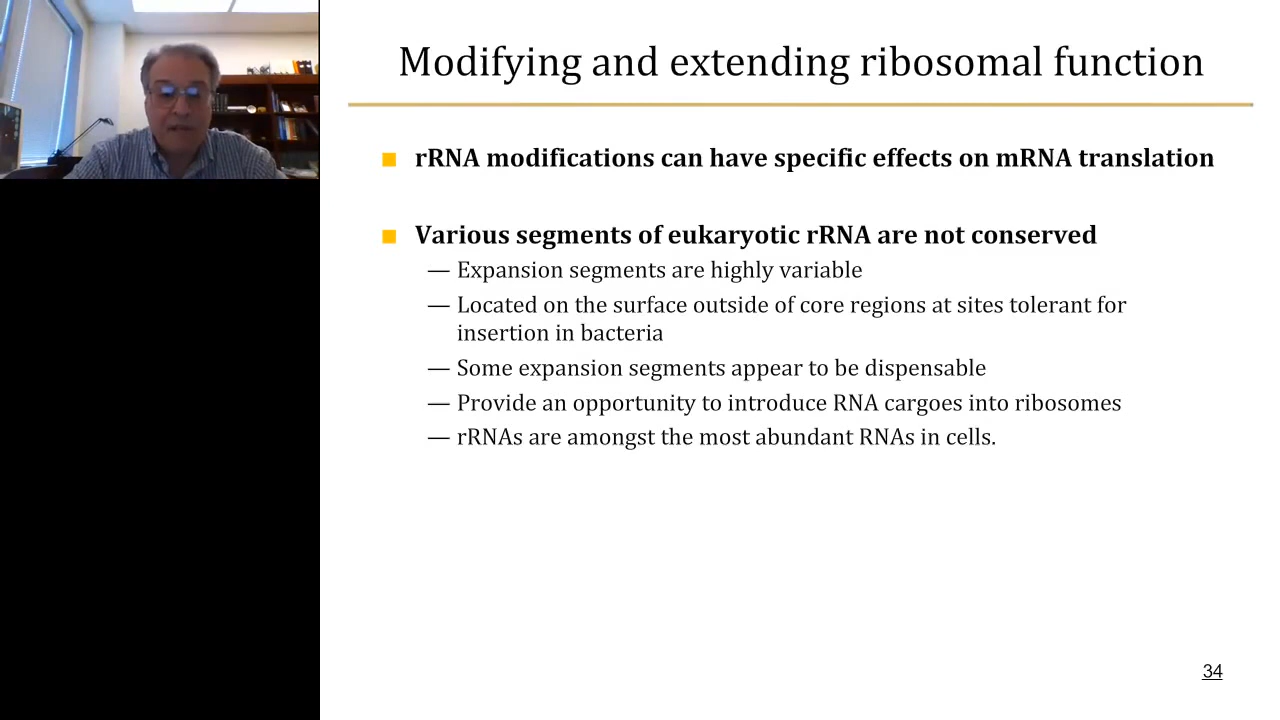 Modifying and extending ribosomal function
■ rRNA modifications can have specific effects on mRNA translation
■ Various segments of eukaryotic rRNA are not conserved
— Expansion segments are highly variable
— Located on the surface outside of core regions at sites tolerant for
insertion in bacteria
— Some expansion segments appear to be dispensable
— Provide an opportunity to introduce RNA cargoes into ribosomes
— rRNAs are amongst the most abundant RNAs in cells.
34